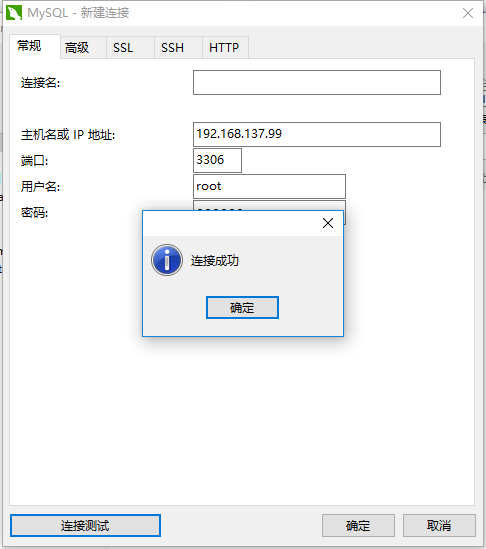 MySQL - 新建连接
常规 高级 SSL SSH HTTP
连接名:
主机名或 IP 地址: 192.168.137.99
端口: 3306
用户名: root
密码:
连接成功
确定
连接测试 确定 取消